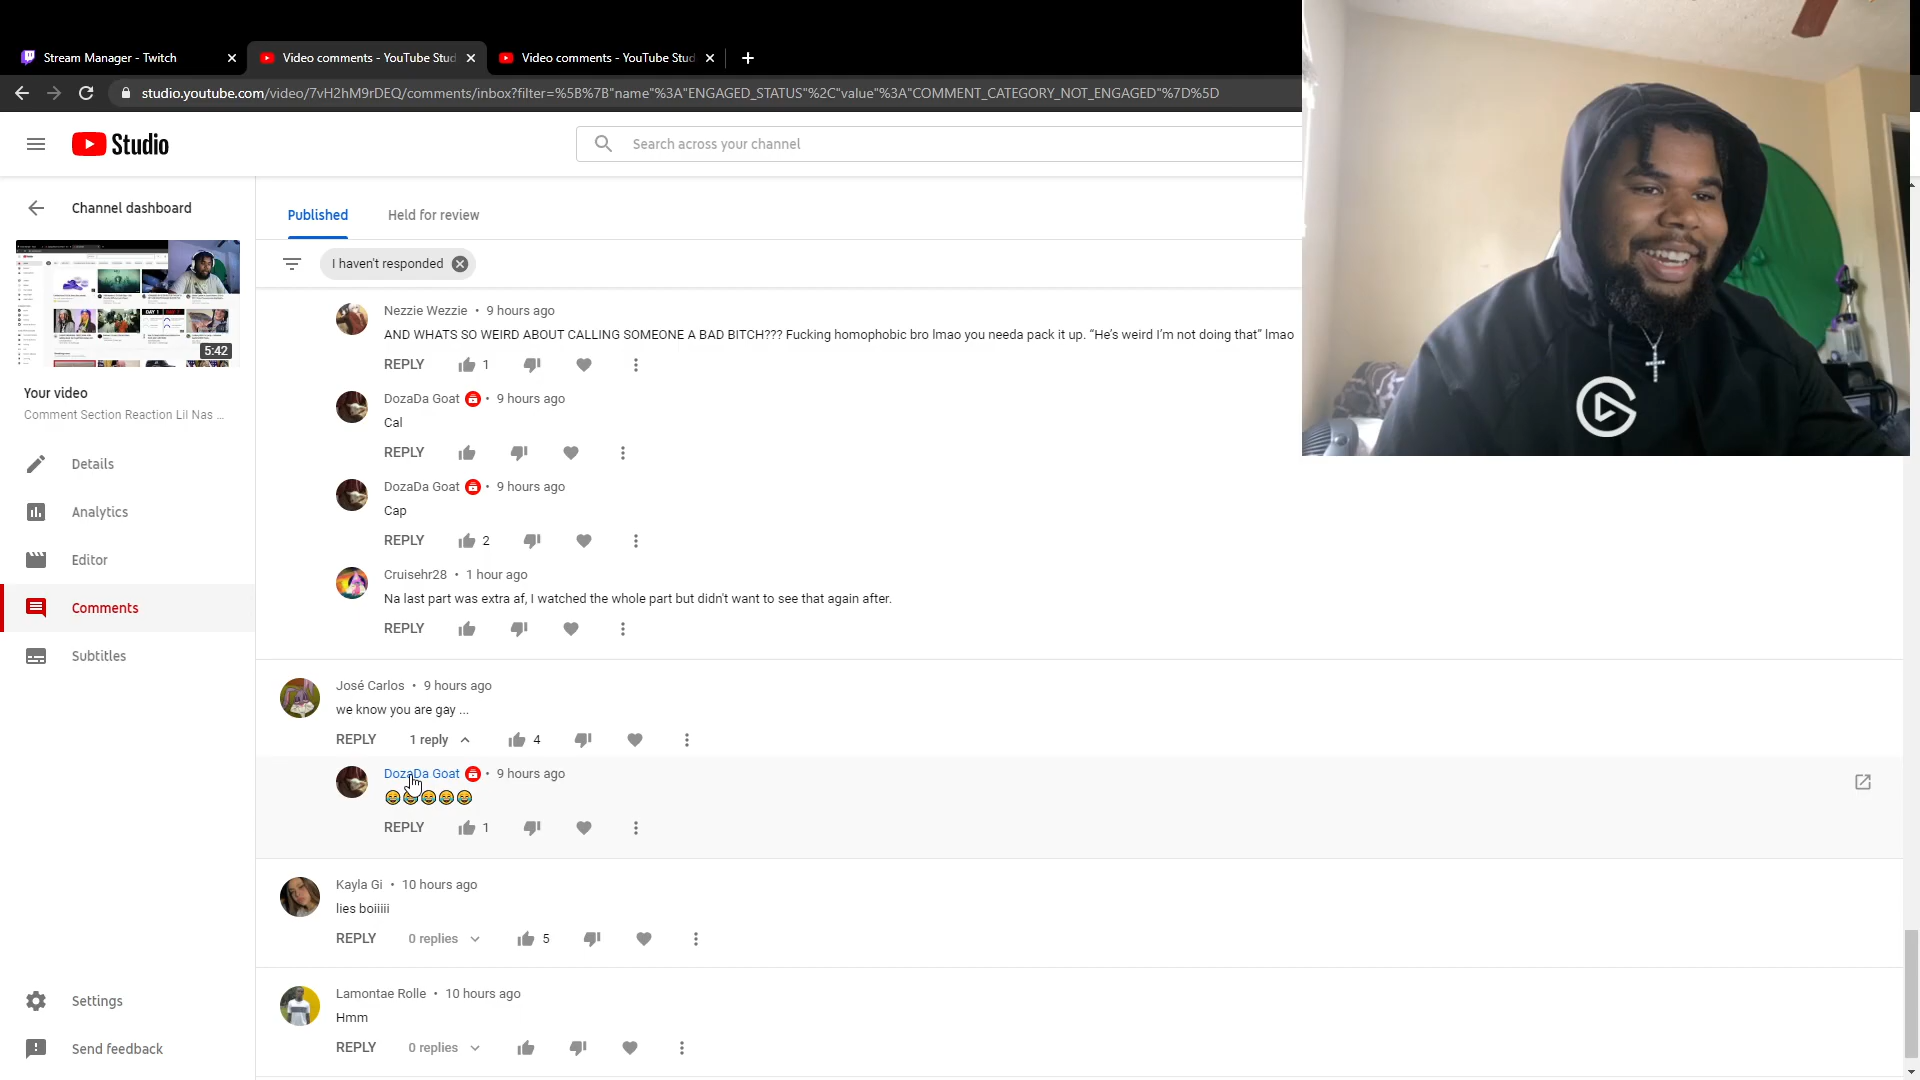 Stream Manager - Twitch
Video comments - YouTube Stud
Video comments - YouTube Stud
studio.youtube.com/video/7vH2hM9rDEQ/comments/inbox?filter=%5B%7B"name"%3A"ENGAGED_STATUS"%2C"value"%3A"COMMENT_CATEGORY_NOT_ENGAGED"%7D%5D
Studio
Search across your channel
Channel dashboard
5:42
Your video
Comment Section Reaction Lil Nas ...
Details
Analytics
Editor
Comments
Subtitles
Settings
Send feedback
Published
Held for review
I haven't responded
Nezzie Wezzie • 9 hours ago
AND WHATS SO WEIRD ABOUT CALLING SOMEONE A BAD BITCH??? Fucking homophobic bro lmao you needa pack it up. “He’s weird I’m not doing that” lmao
REPLY 1
DozaDa Goat • 9 hours ago
Cal
REPLY
DozaDa Goat • 9 hours ago
Cap
REPLY 2
Cruisehr28 • 1 hour ago
Na last part was extra af, I watched the whole part but didn't want to see that again after.
REPLY
José Carlos • 9 hours ago
we know you are gay ...
REPLY 1 reply 4
DozaDa Goat • 9 hours ago
😂😂😂😂😂
REPLY 1
Kayla Gi • 10 hours ago
lies boiiiii
REPLY 0 replies 5
Lamontae Rolle • 10 hours ago
Hmm
REPLY 0 replies